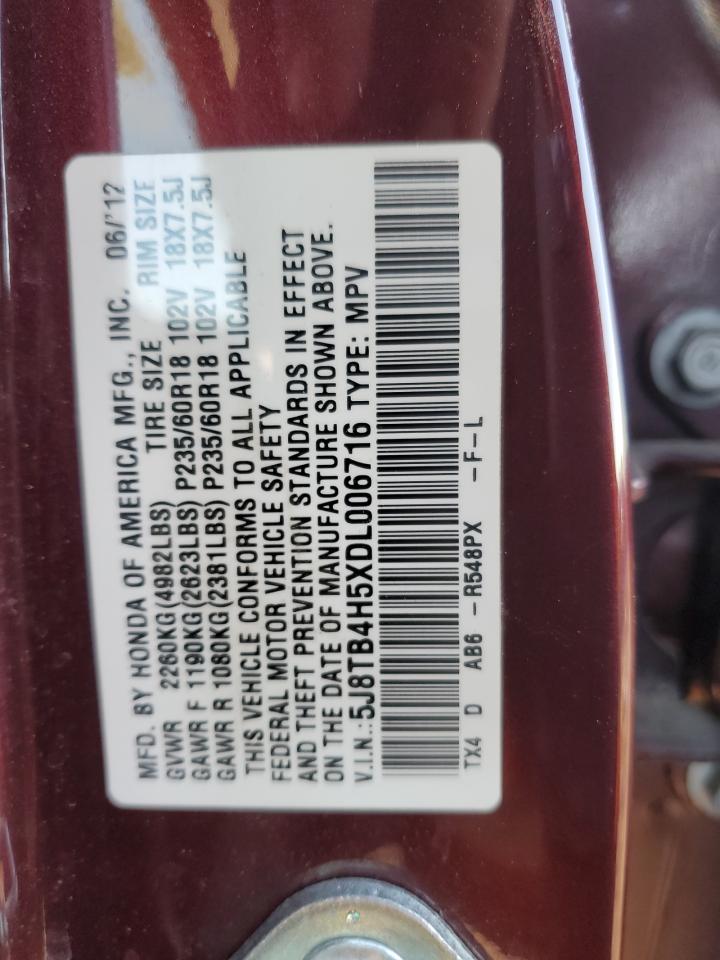 MFD. BY HONDA OF AMERICA MFG., INC. 06/'12
GVWR 2260KG(4982LBS) TIRE SIZE RIM SIZE
GAWR F 1190KG(2623LBS) P235/60R18 102V 18X7.5J
GAWR R 1080KG(2381LBS) P235/60R18 102V 18X7.5J
THIS VEHICLE CONFORMS TO ALL APPLICABLE
FEDERAL MOTOR VEHICLE SAFETY
AND THEFT PREVENTION STANDARDS IN EFFECT
ON THE DATE OF MANUFACTURE SHOWN ABOVE.
V.I.N.:5J8TB4H5XDL006716 TYPE: MPV
TX4 D AB6 -R548PX -F-L